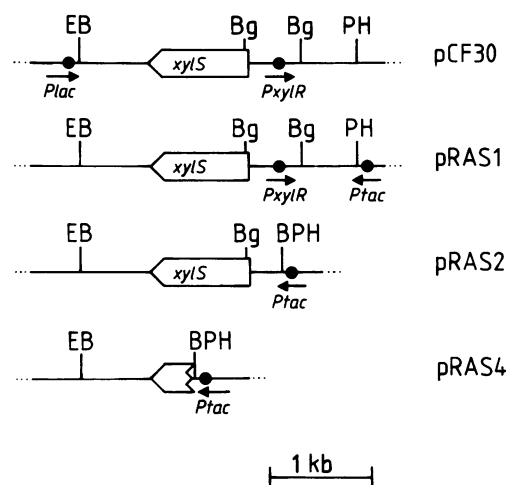 EB Bg Bg PH
xylS pCF30
Plac PxylR
EB Bg Bg PH
xylS pRAS1
PxylR Ptac
EB Bg BPH
xylS pRAS2
Ptac
EB BPH
pRAS4
Ptac
1 kb